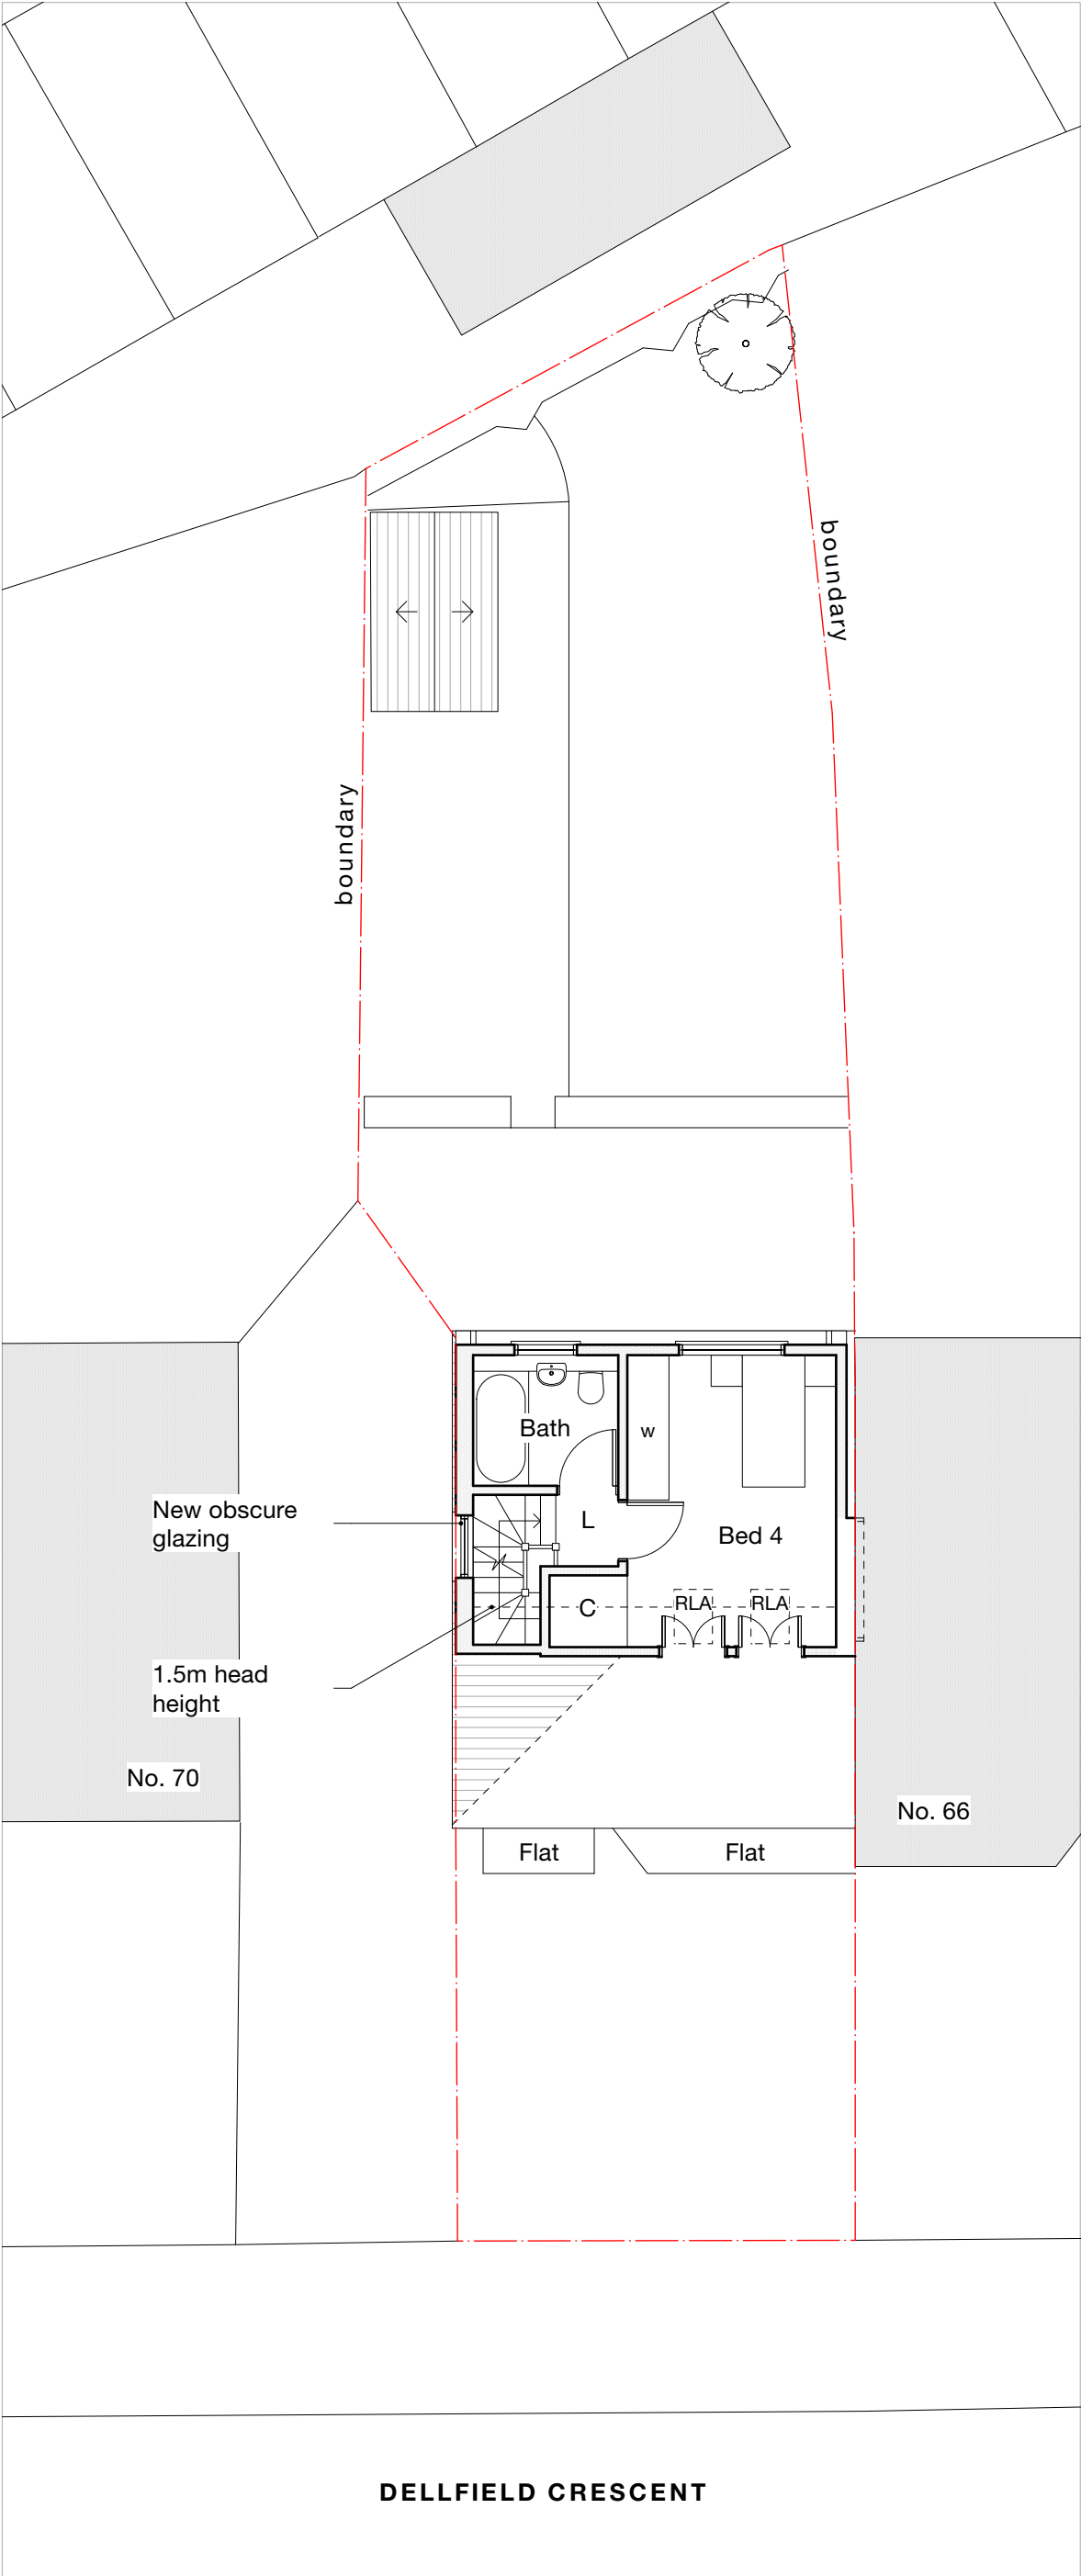 boundary
boundary
Bath
w
New obscure
glazing
L
Bed 4
C
RLA
RLA
1.5m head
height
No. 70
No. 66
Flat
Flat
DELLFIELD CRESCENT